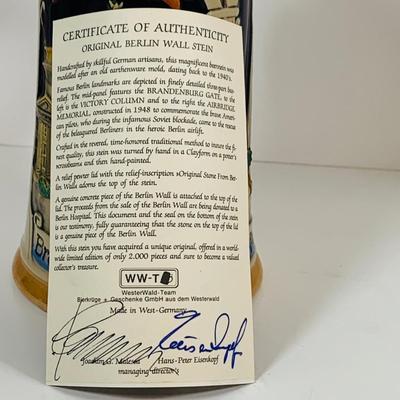 CERTIFICATE OF AUTHENTICITY
ORIGINAL BERLIN WALL STEIN
Handcrafted by skillful German artisans, this magnificent beerstein was
modelled after an old earthenware mold, dating back to the 1940's.
Famous Berlin landmarks are depicted in finely detailed three-part bas-
relief. The mid-panel features the BRANDENBURG GATE, to the
left is the VICTORY COLUMN and to the right the AIRBRIDGE
MEMORIAL, constructed in 1948 to commemorate the brave Ameri-
can pilots, who during the infamous Soviet blockade, came to the rescue
of the beleaguered Berliners in the heroic Berlin airlift.
Crafted in the revered, time-honored traditional method to insure the fi-
nest quality, this stein was turned by hand in a Clayform on a potter's
scroubenn and then hand-painted.
A relief pewter lid with the relief-inscription »Original Stone From Ber-
lin Wall« adorns the top of the stein.
A genuine concrete piece of the Berlin Wall is attached to the top of the
lid. The proceeds from the sale of the Berlin Wall are being donated to a
Berlin Hospital. This document and the seal on the bottom of the stein
is our testimony, fully guaranteeing that the stone on the top of the lid
is a genuine piece of the Berlin Wall.
With this stein you have acquired a unique original, offered in a world-
wide limited edition of only 2.000 pieces and sure to become a valued
collector's treasure.
WW-T
WesterWald-Team
Bierkrüge + Geschenke GmbH aus dem Westerwald
Made in West-Germany
Joachim G. Hans-Peter Eisenkopf
managing director's